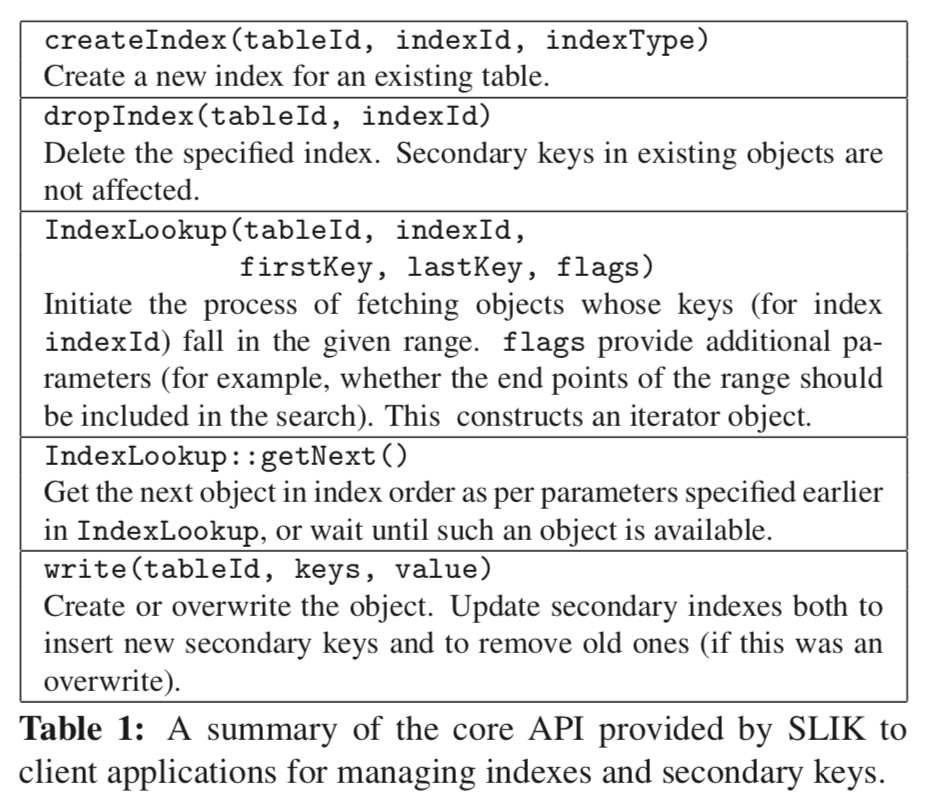 createIndex(tableId, indexId, indexType)
Create a new index for an existing table.
dropIndex(tableId, indexId)
Delete the specified index. Secondary keys in existing objects are
not affected.
IndexLookup(tableId, indexId,
firstKey, lastKey, flags)
Initiate the process of fetching objects whose keys (for index
indexId) fall in the given range. flags provide additional pa-
rameters (for example, whether the end points of the range should
be included in the search). This constructs an iterator object.
IndexLookup::getNext()
Get the next object in index order as per parameters specified earlier
in IndexLookup, or wait until such an object is available.
write(tableId, keys, value)
Create or overwrite the object. Update secondary indexes both to
insert new secondary keys and to remove old ones (if this was an
overwrite).
Table 1: A summary of the core API provided by SLIK to
client applications for managing indexes and secondary keys.